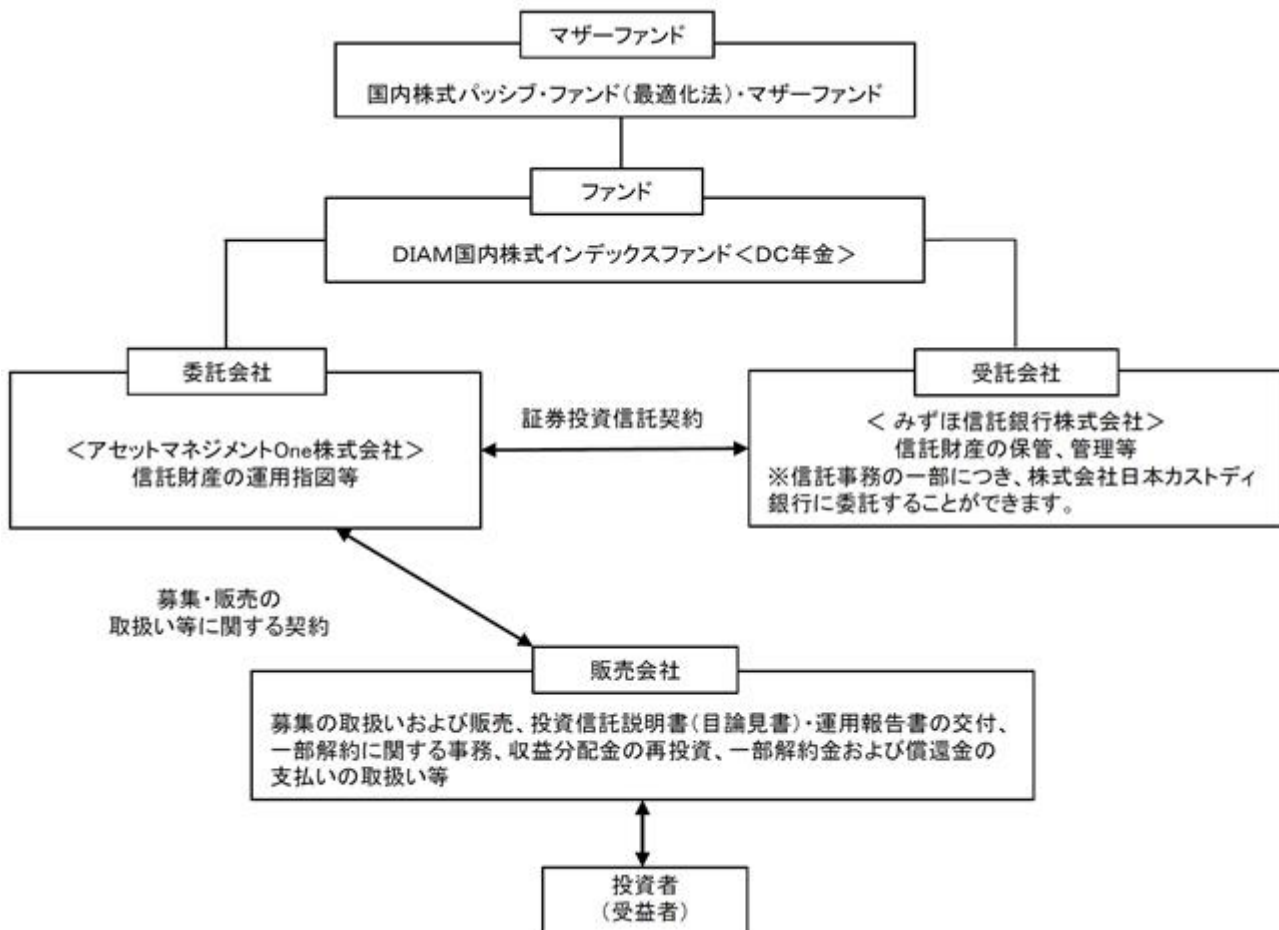 マザーファンド
国内株式パッシブ・ファンド(最適化法)・マザーファンド
ファンド
DIAM国内株式インデックスファンド<DC年金>
委託会社
<アセットマネジメントOne株式会社>
信託財産の運用指図等
証券投資信託契約
受託会社
< みずほ信託銀行株式会社>
信託財産の保管、管理等
※信託事務の一部につき、株式会社日本カストディ
銀行に委託することができます。
募集・販売の
取扱い等に関する契約
販売会社
募集の取扱いおよび販売、投資信託説明書(目論見書)・運用報告書の交付、
一部解約に関する事務、収益分配金の再投資、一部解約金および償還金の
支払いの取扱い等
投資者
(受益者)